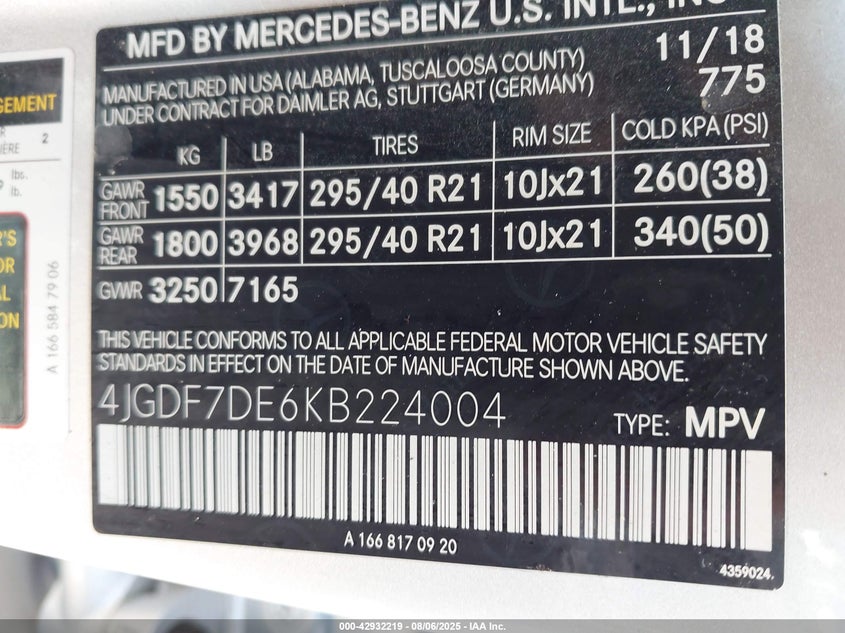 MFD BY MERCEDES-BENZ U.S. INTL., INC
11/18
MANUFACTURED IN USA (ALABAMA, TUSCALOOSA COUNTY)
UNDER CONTRACT FOR DAIMLER AG, STUTTGART (GERMANY)
775
KG LB TIRES RIM SIZE COLD KPA (PSI)
GAWR FRONT 1550 3417 295/40 R21 10Jx21 260(38)
GAWR REAR 1800 3968 295/40 R21 10Jx21 340(50)
GVWR 3250 7165
THIS VEHICLE CONFORMS TO ALL APPLICABLE FEDERAL MOTOR VEHICLE SAFETY
STANDARDS IN EFFECT ON THE DATE OF MANUFACTURE SHOWN ABOVE.
4JGDF7DE6KB224004 TYPE: MPV
A 166 817 09 20
4359024.
GEMENT
2
lbs.
lb.
A 166 584 79 06
000-42932219 - 08/06/2025 - IAA Inc.